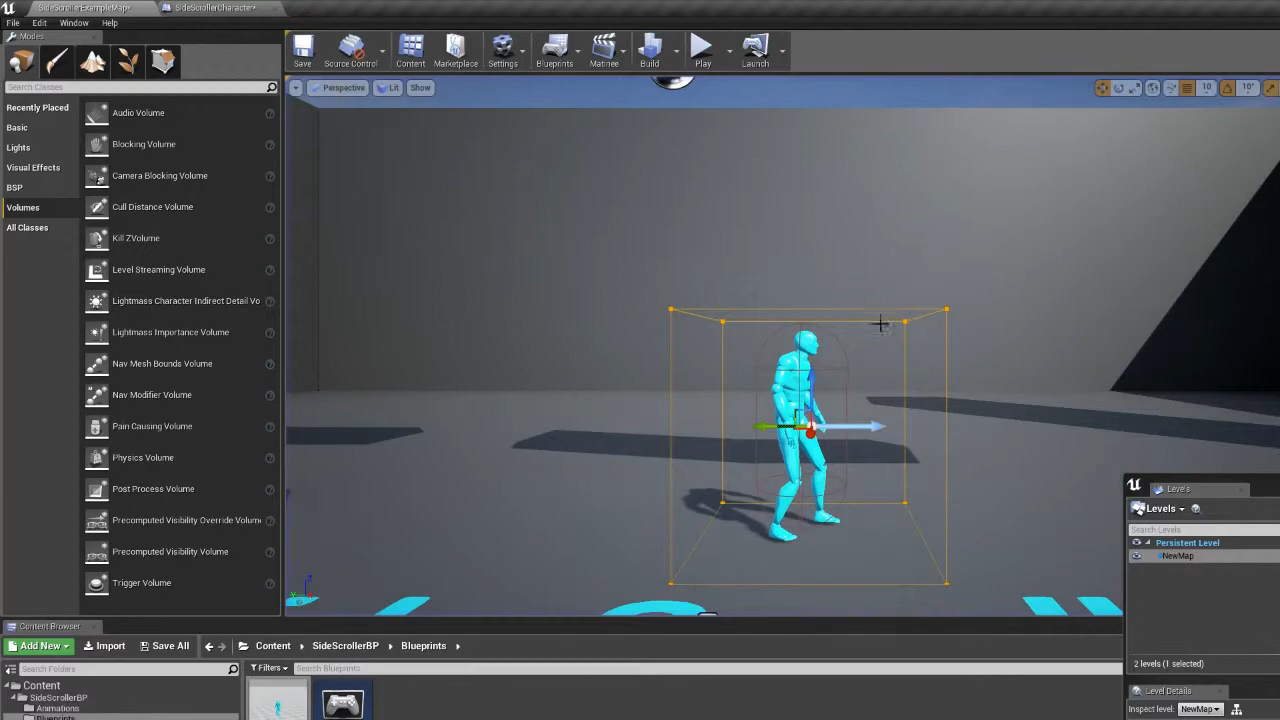 SideScrollerExampleMap*
SideScrollerCharacter*
File Edit Window Help
Modes
Save
Source Control
Content
Marketplace
Settings
Blueprints
Matinee
Build
Play
Launch
Search Classes
Perspective
Lit
Show
10
10°
Recently Placed
Basic
Lights
Visual Effects
BSP
Volumes
All Classes
Audio Volume
Blocking Volume
Camera Blocking Volume
Cull Distance Volume
Kill ZVolume
Level Streaming Volume
Lightmass Character Indirect Detail Vo
Lightmass Importance Volume
Nav Mesh Bounds Volume
Nav Modifier Volume
Pain Causing Volume
Physics Volume
Post Process Volume
Precomputed Visibility Override Volume
Precomputed Visibility Volume
Trigger Volume
Levels
Levels
Search Levels
Persistent Level
NewMap
2 levels (1 selected)
Level Details
Inspect level: NewMap
Content Browser
Add New
Import
Save All
Content
SideScrollerBP
Blueprints
Search Folders
Filters
Search Blueprints
Content
SideScrollerBP
Animations
Blueprints